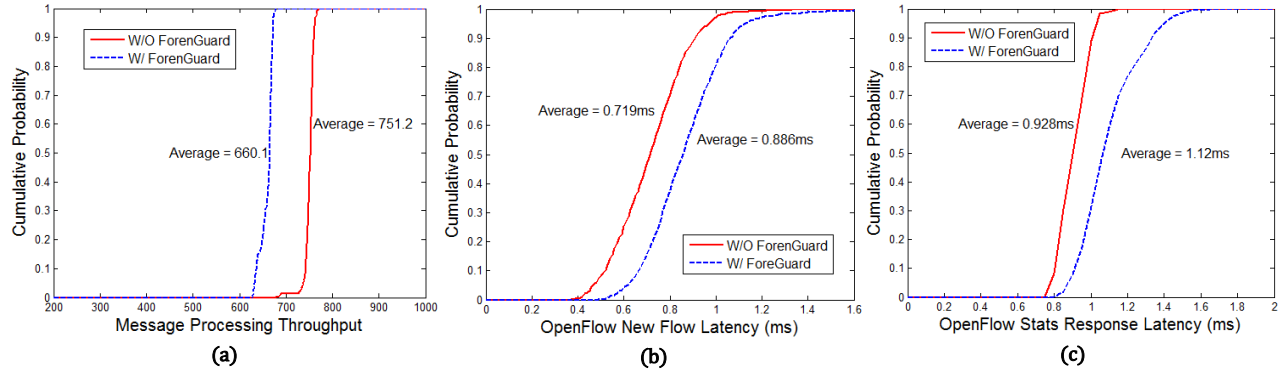 1
0.9
0.8
0.7
0.6
0.5
0.4
0.3
0.2
0.1
0
Cumulative Probability
W/O ForenGuard
W/ ForenGuard
Average = 751.2
Average = 660.1
200 300 400 500 600 700 800 900 1000
Message Processing Throughput
(a)
1
0.9
0.8
0.7
0.6
0.5
0.4
0.3
0.2
0.1
0
Cumulative Probability
Average = 0.719ms
Average = 0.886ms
W/O ForenGuard
W/ ForeGuard
0 0.2 0.4 0.6 0.8 1 1.2 1.4 1.6
OpenFlow New Flow Latency (ms)
(b)
1
0.9
0.8
0.7
0.6
0.5
0.4
0.3
0.2
0.1
0
Cumulative Probability
W/O ForenGuard
W/ ForenGuard
Average = 0.928ms
Average = 1.12ms
0 0.2 0.4 0.6 0.8 1 1.2 1.4 1.6 1.8 2
OpenFlow Stats Response Latency (ms)
(c)